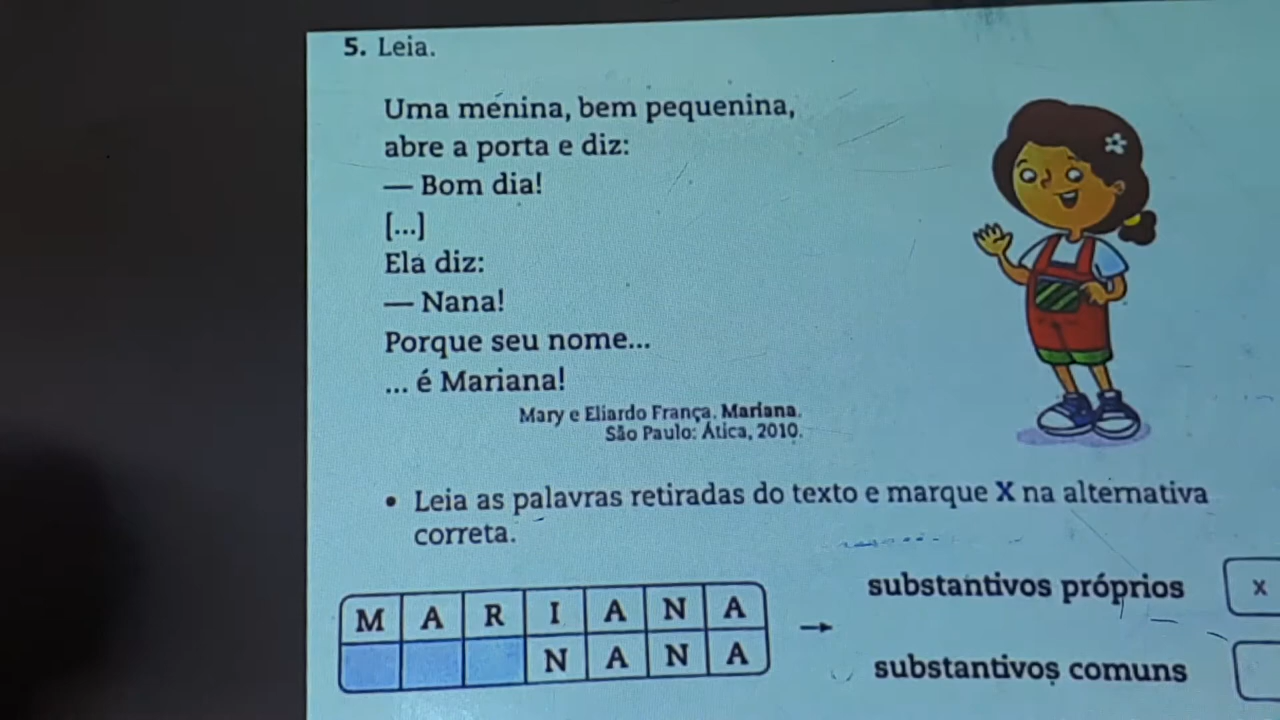 5. Leia.
Uma menina, bem pequenina,
abre a porta e diz:
— Bom dia!
[...]
Ela diz:
— Nana!
Porque seu nome...
... é Mariana!
Mary e Eliardo França. Mariana.
São Paulo: Ática, 2010.
• Leia as palavras retiradas do texto e marque X na alternativa
correta.
M A R I A N A
N A N A
→
substantivos próprios x
substantivos comuns